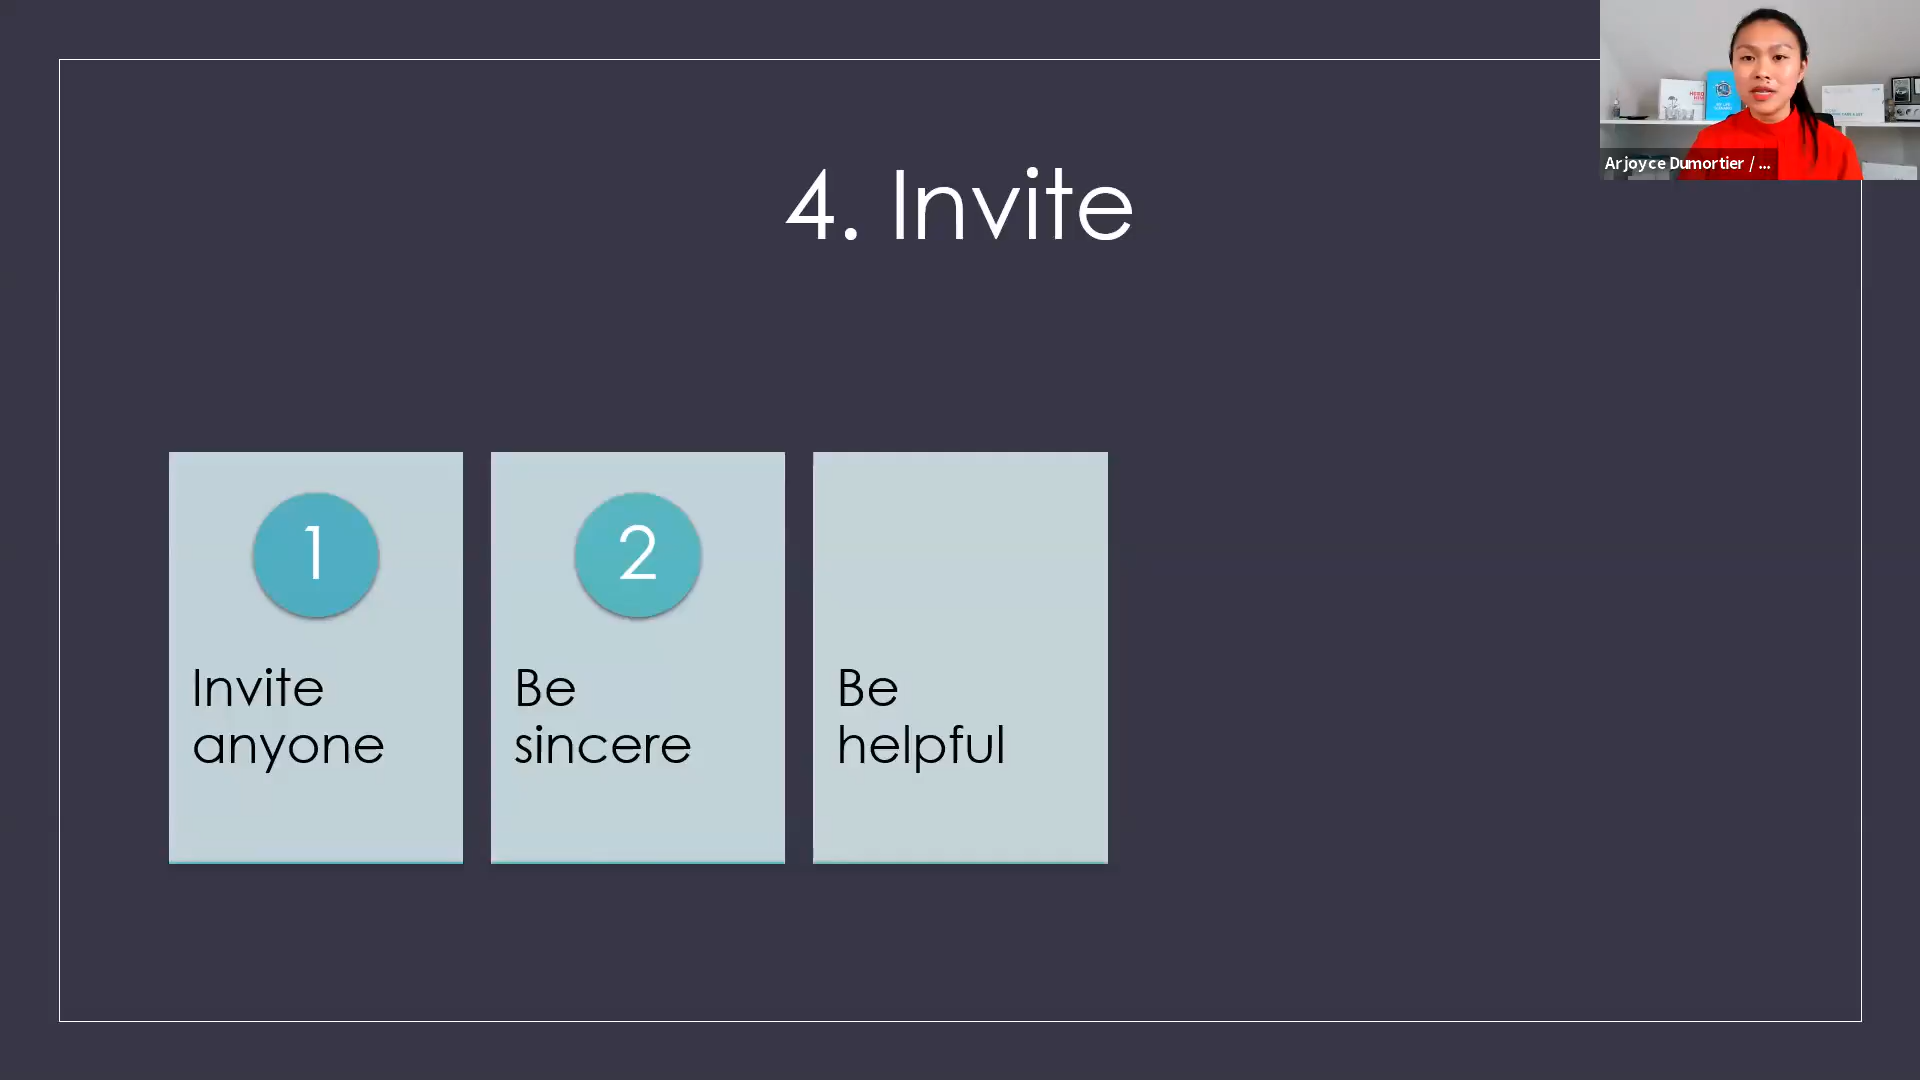 4. Invite
Arjoyce Dumortier / ...
1
Invite
anyone
2
Be
sincere
Be
helpful